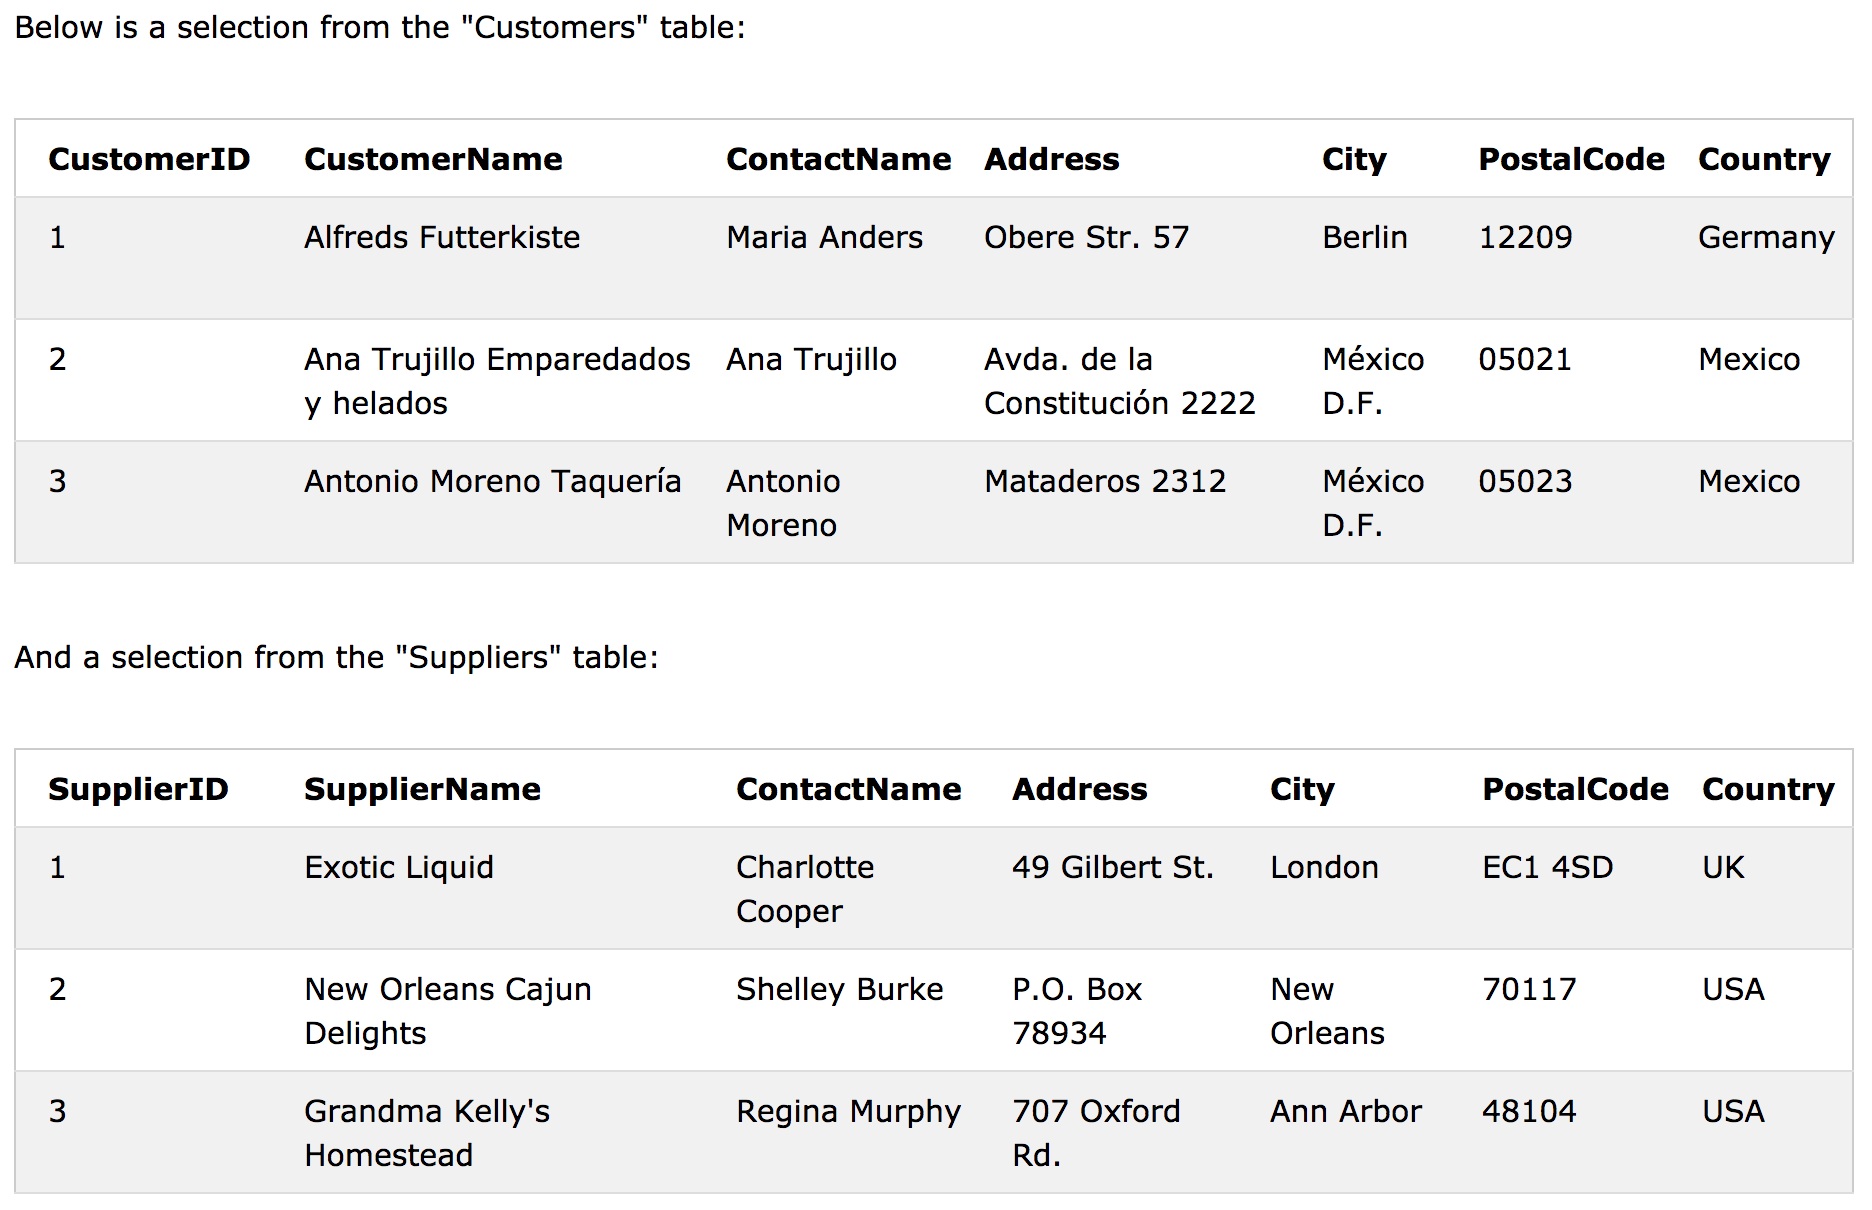 Below is a selection from the "Customers" table:
CustomerID CustomerName ContactName Address City PostalCode Country
1 Alfreds Futterkiste Maria Anders Obere Str. 57 Berlin 12209 Germany
2 Ana Trujillo Emparedados Ana Trujillo Avda. de la México 05021 Mexico
y helados Constitución 2222 D.F.
3 Antonio Moreno Taquería Antonio Mataderos 2312 México 05023 Mexico
Moreno D.F.
And a selection from the "Suppliers" table:
SupplierID SupplierName ContactName Address City PostalCode Country
1 Exotic Liquid Charlotte 49 Gilbert St. London EC1 4SD UK
Cooper
2 New Orleans Cajun Shelley Burke P.O. Box New 70117 USA
Delights 78934 Orleans
3 Grandma Kelly's Regina Murphy 707 Oxford Ann Arbor 48104 USA
Homestead Rd.